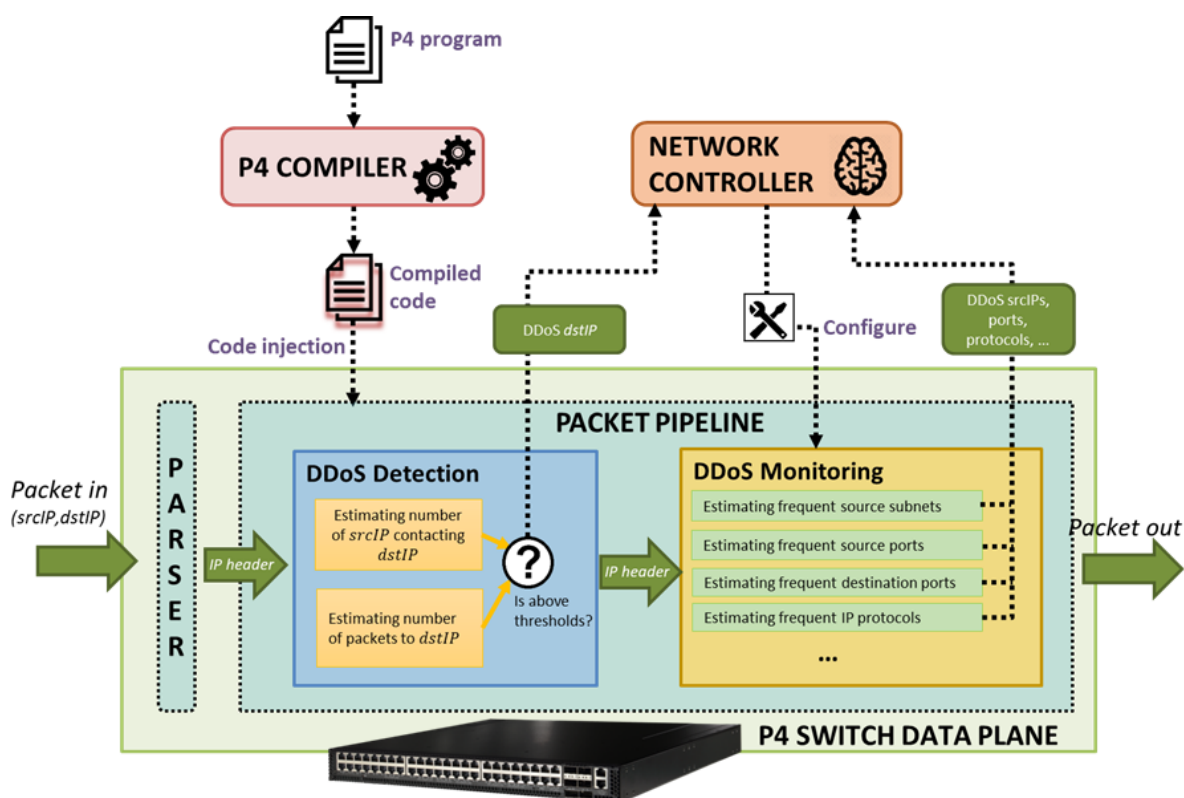 P4 program
P4 COMPILER
NETWORK
CONTROLLER
Compiled
code
Code injection
DDoS dstIP
Configure
DDoS srcIPs,
ports,
protocols, ...
PACKET PIPELINE
PARSER
Packet in
(srcIP,dstIP)
IP header
DDoS Detection
Estimating number
of srcIP contacting
dstIP
Estimating number
of packets to dstIP
?
Is above
thresholds?
IP header
DDoS Monitoring
Estimating frequent source subnets
Estimating frequent source ports
Estimating frequent destination ports
Estimating frequent IP protocols
...
Packet out
P4 SWITCH DATA PLANE